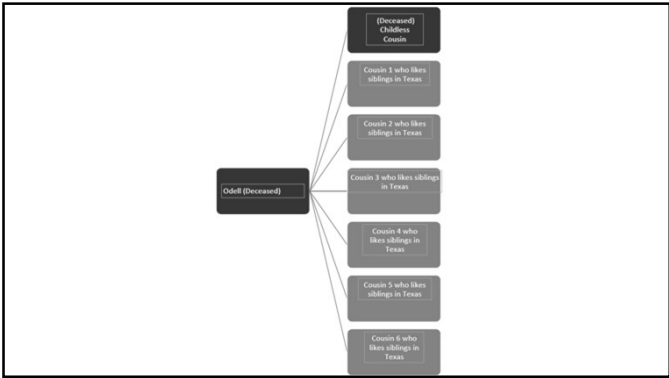 (Deceased)
Childless
Cousin
Cousin 1 who likes
siblings in Texas
Cousin 2 who likes
siblings in Texas
Odell (Deceased)
Cousin 3 who likes siblings
in Texas
Cousin 4 who
likes siblings in
Texas
Cousin 5 who likes
siblings in Texas
Cousin 6 who
likes siblings in
Texas